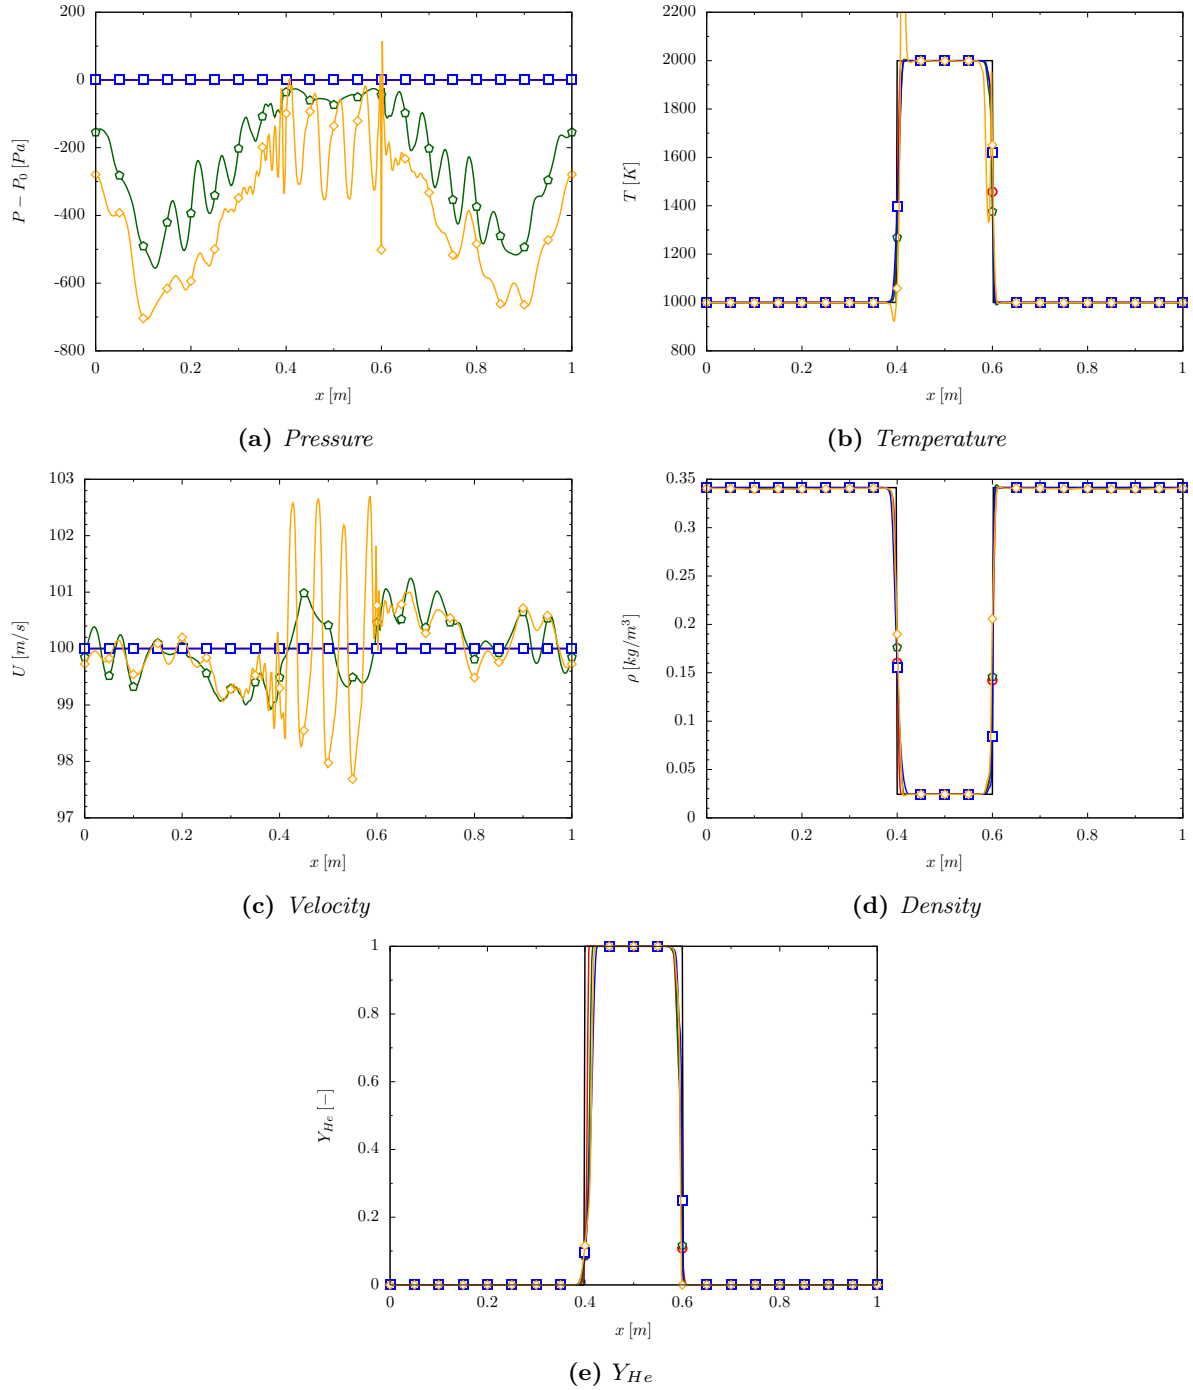 200
0
-200
-400
-600
-800
P − P₀ [Pa]
0 0.2 0.4 0.6 0.8 1
x [m]
(a) Pressure
2200
2000
1800
1600
1400
1200
1000
800
T [K]
0 0.2 0.4 0.6 0.8 1
x [m]
(b) Temperature
103
102
101
100
99
98
97
U [m/s]
0 0.2 0.4 0.6 0.8 1
x [m]
(c) Velocity
0.35
0.3
0.25
0.2
0.15
0.1
0.05
0
ρ [kg/m³]
0 0.2 0.4 0.6 0.8 1
x [m]
(d) Density
1
0.8
0.6
0.4
0.2
0
Y_{He} [−]
0 0.2 0.4 0.6 0.8 1
x [m]
(e) Y_{He}